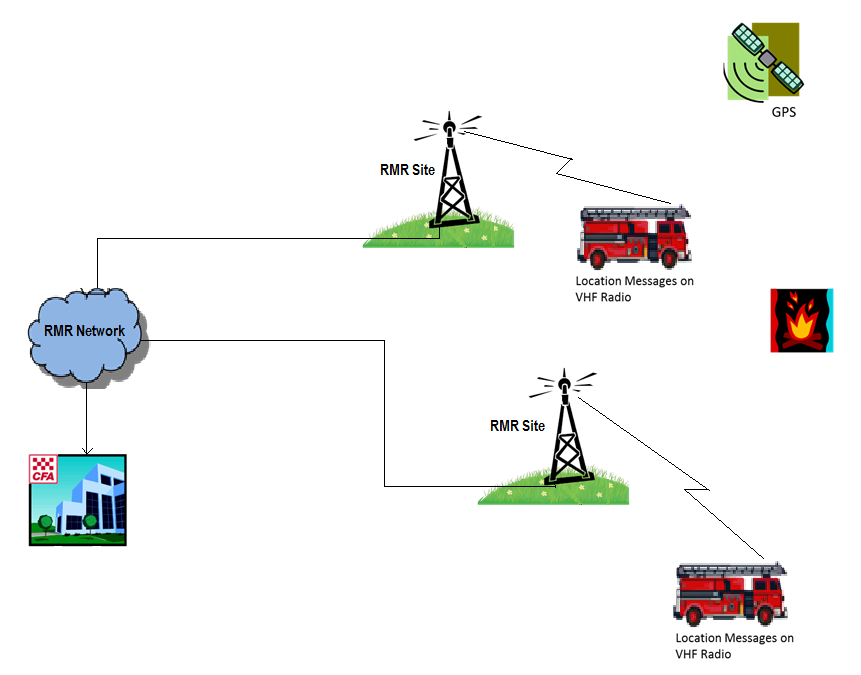 GPS
RMR Site
Location Messages on
VHF Radio
RMR Network
RMR Site
CFA
Location Messages on
VHF Radio